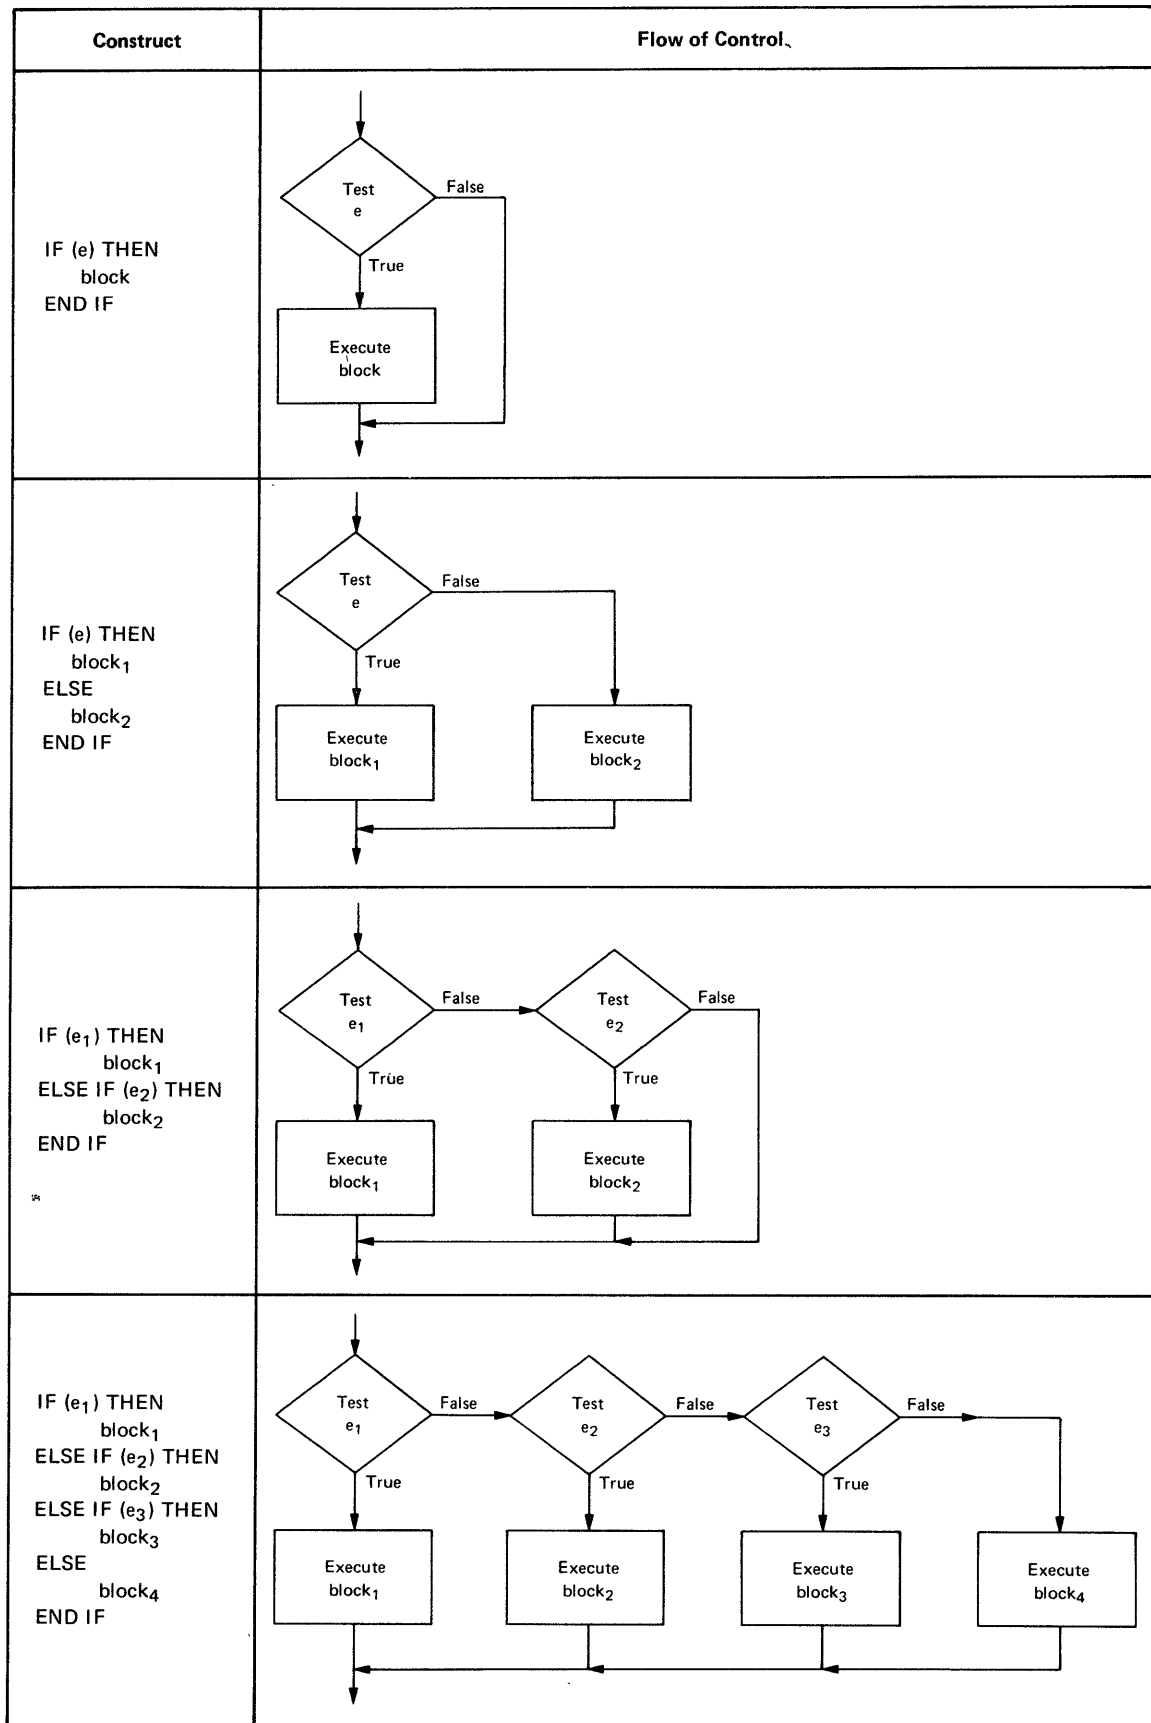 Construct
Flow of Control
IF (e) THEN
block
END IF
Test
e
False
True
Execute
block
IF (e) THEN
block₁
ELSE
block₂
END IF
Test
e
False
True
Execute
block₁
Execute
block₂
IF (e₁) THEN
block₁
ELSE IF (e₂) THEN
block₂
END IF
Test
e₁
False
Test
e₂
False
True
True
Execute
block₁
Execute
block₂
IF (e₁) THEN
block₁
ELSE IF (e₂) THEN
block₂
ELSE IF (e₃) THEN
block₃
ELSE
block₄
END IF
Test
e₁
False
Test
e₂
False
Test
e₃
False
True
True
True
Execute
block₁
Execute
block₂
Execute
block₃
Execute
block₄